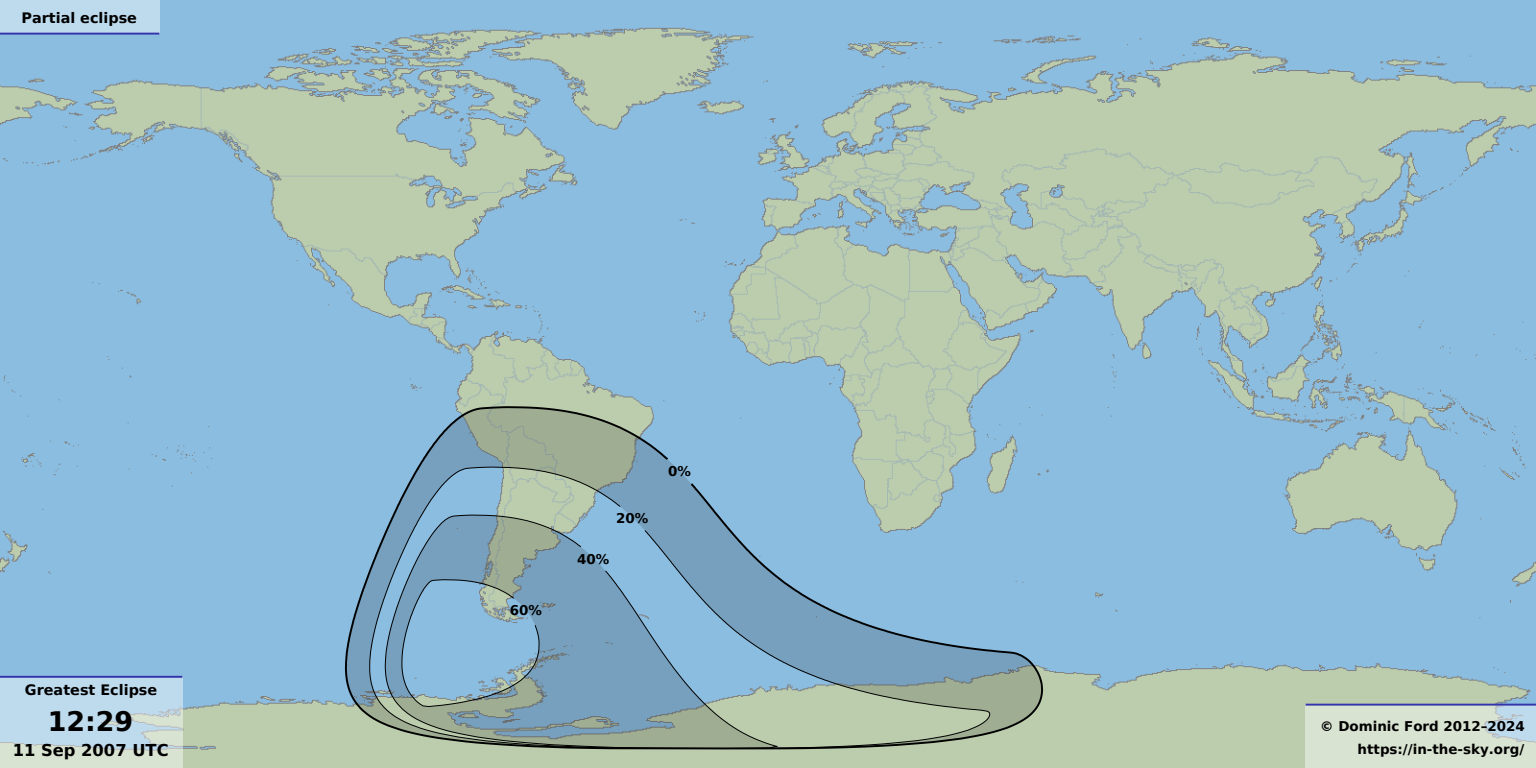 Partial eclipse
0%
20%
40%
60%
Greatest Eclipse
12:29
11 Sep 2007 UTC
© Dominic Ford 2012–2024
https://in-the-sky.org/